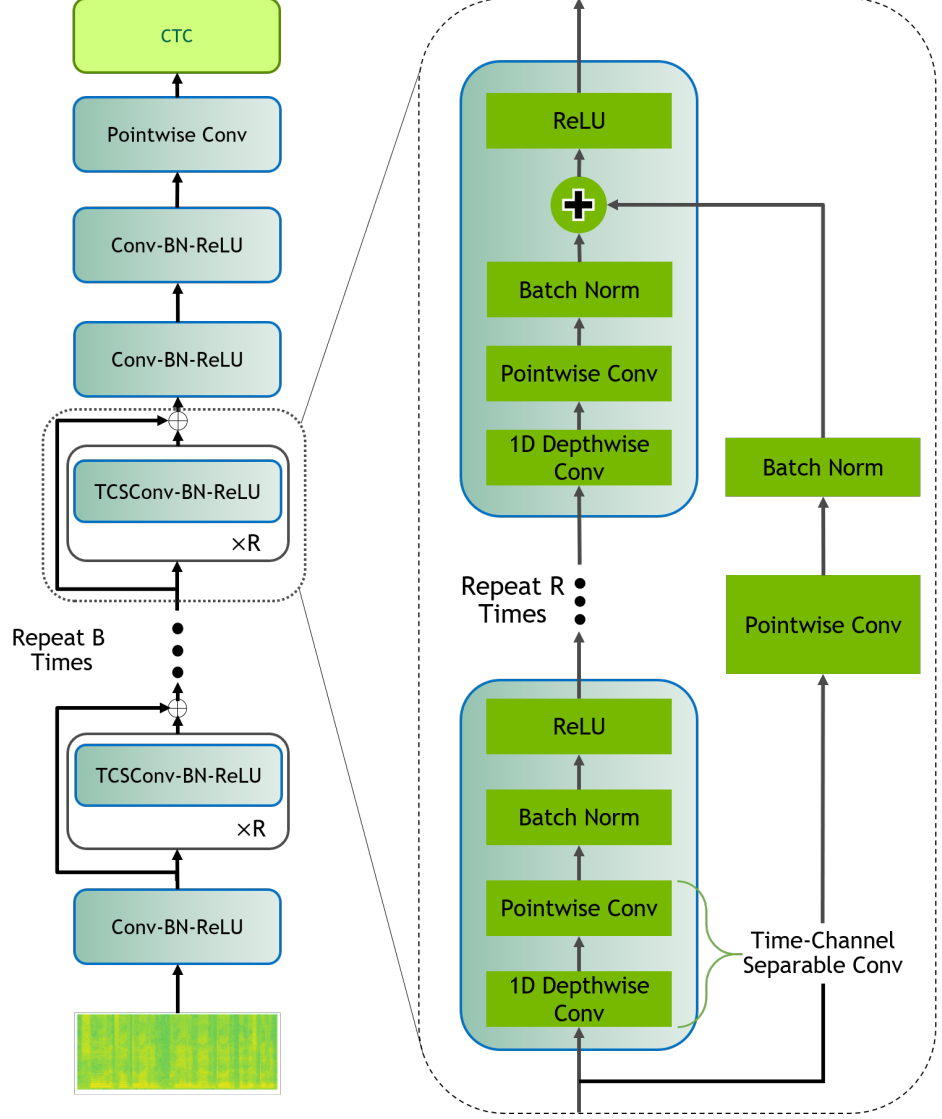 CTC
Pointwise Conv
Conv-BN-ReLU
Conv-BN-ReLU
TCSConv-BN-ReLU
×R
Repeat B
Times
TCSConv-BN-ReLU
×R
Conv-BN-ReLU
ReLU
Batch Norm
Pointwise Conv
1D Depthwise
Conv
Batch Norm
Pointwise Conv
Repeat R
Times
ReLU
Batch Norm
Pointwise Conv
1D Depthwise
Conv
Time-Channel
Separable Conv